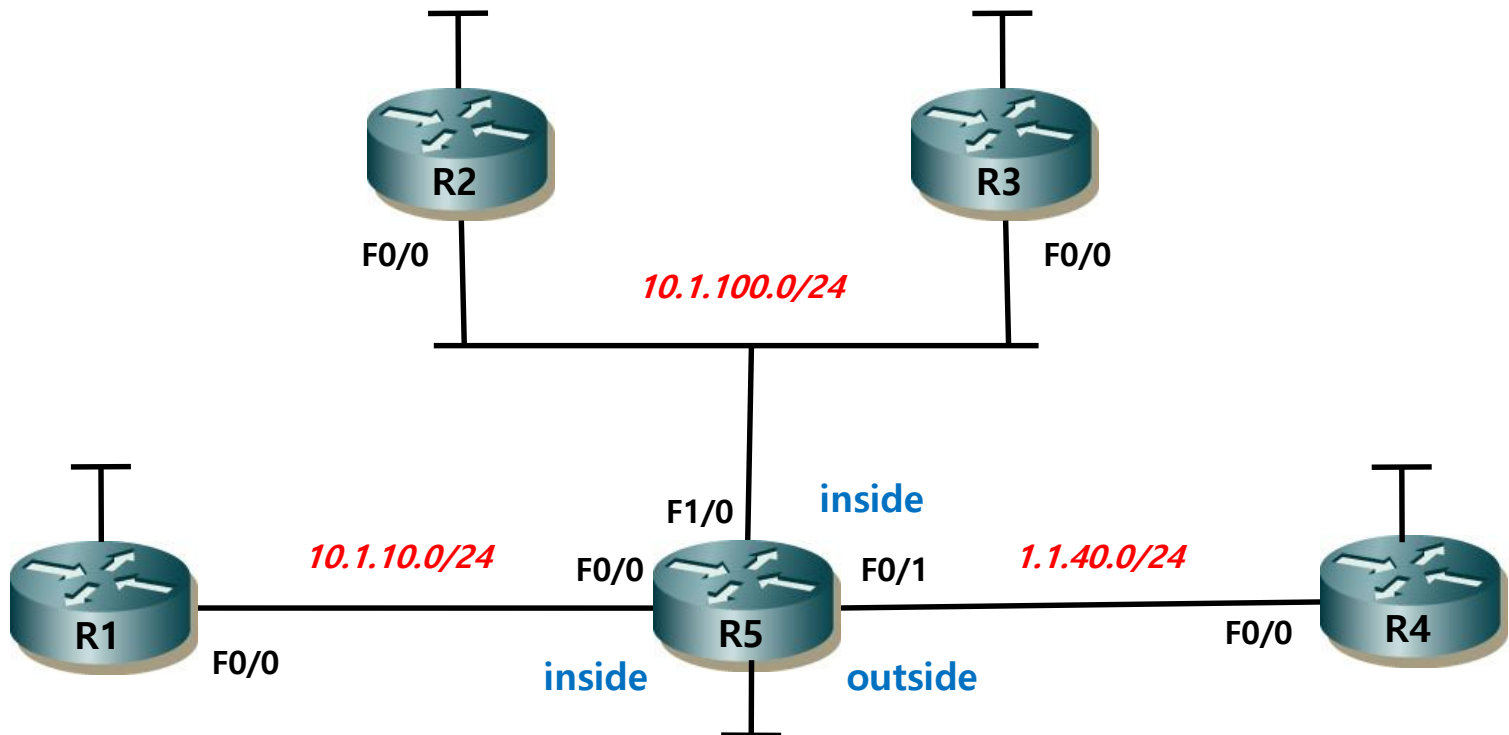 R2
R3
F0/0
F0/0
10.1.100.0/24
inside
F1/0
10.1.10.0/24
F0/0
F0/1
1.1.40.0/24
R1
R5
R4
F0/0
F0/0
inside
outside